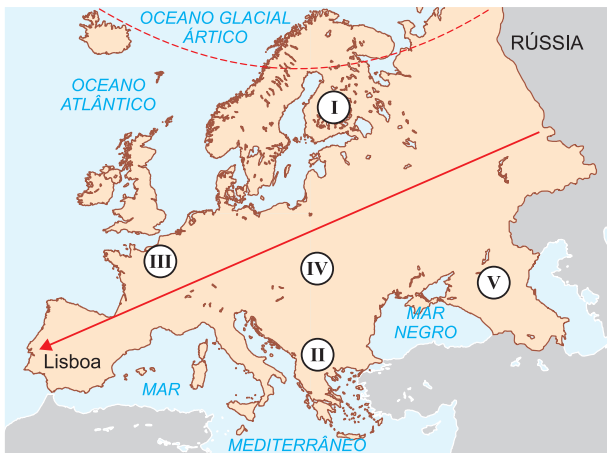 OCEANO GLACIAL
ÁRTICO
RÚSSIA
OCEANO
ATLÂNTICO
I
III
IV
V
MAR
NEGRO
II
Lisboa
MAR
MEDITERRÂNEO